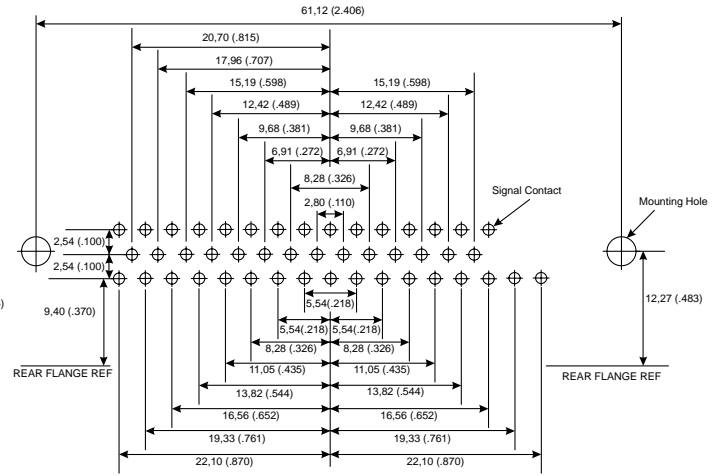 61,12 (2.406)
20,70 (.815)
17,96 (.707)
15,19 (.598) 15,19 (.598)
12,42 (.489) 12,42 (.489)
9,68 (.381) 9,68 (.381)
6,91 (.272) 6,91 (.272)
8,28 (.326)
Signal Contact
2,80 (.110)
Mounting Hole
2,54 (.100)
2,54 (.100)
9,40 (.370)
12,27 (.483)
5,54(.218)
5,54(.218) 5,54(.218)
8,28 (.326) 8,28 (.326)
11,05 (.435) 11,05 (.435)
REAR FLANGE REF REAR FLANGE REF
13,82 (.544) 13,82 (.544)
16,56 (.652) 16,56 (.652)
19,33 (.761) 19,33 (.761)
22,10 (.870) 22,10 (.870)